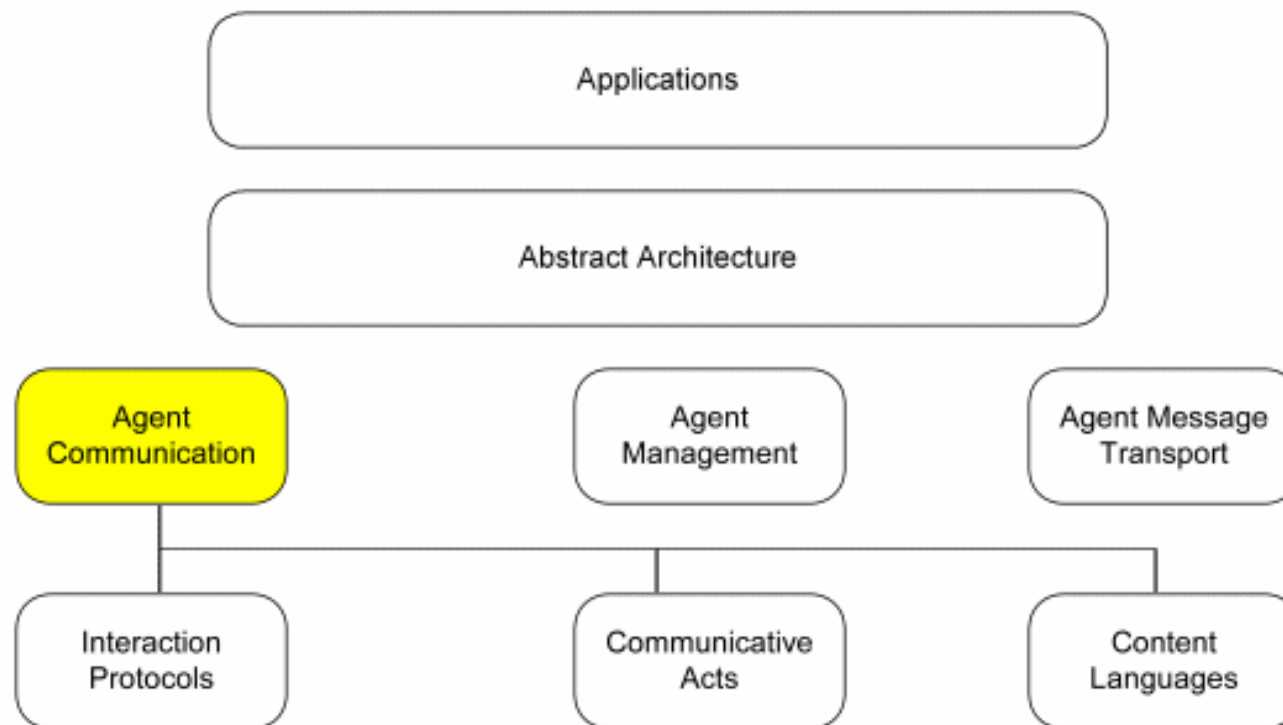 Applications
Abstract Architecture
Agent
Communication
Agent
Management
Agent Message
Transport
Interaction
Protocols
Communicative
Acts
Content
Languages